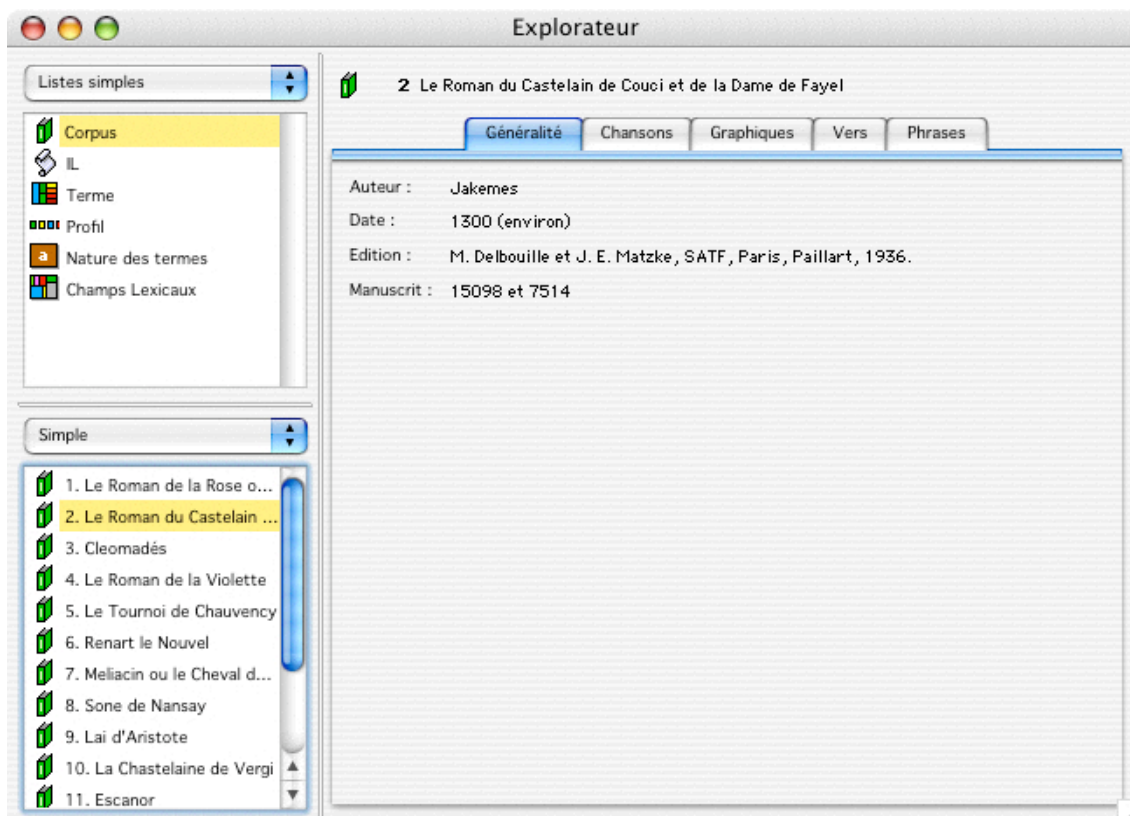 Explorateur
Listes simples
Corpus
IL
Terme
Profil
a Nature des termes
Champs Lexicaux
Simple
1. Le Roman de la Rose o...
2. Le Roman du Castelain ...
3. Cleomadés
4. Le Roman de la Violette
5. Le Tournoi de Chauvency
6. Renart le Nouvel
7. Meliacin ou le Cheval d...
8. Sone de Nansay
9. Lai d'Aristote
10. La Chastelaine de Vergi
11. Escanor
2 Le Roman du Castelain de Couci et de la Dame de Fayel
Généralité Chansons Graphiques Vers Phrases
Auteur : Jakemes
Date : 1300 (environ)
Edition : M. Delbouille et J. E. Matzke, SATF, Paris, Paillart, 1936.
Manuscrit : 15098 et 7514